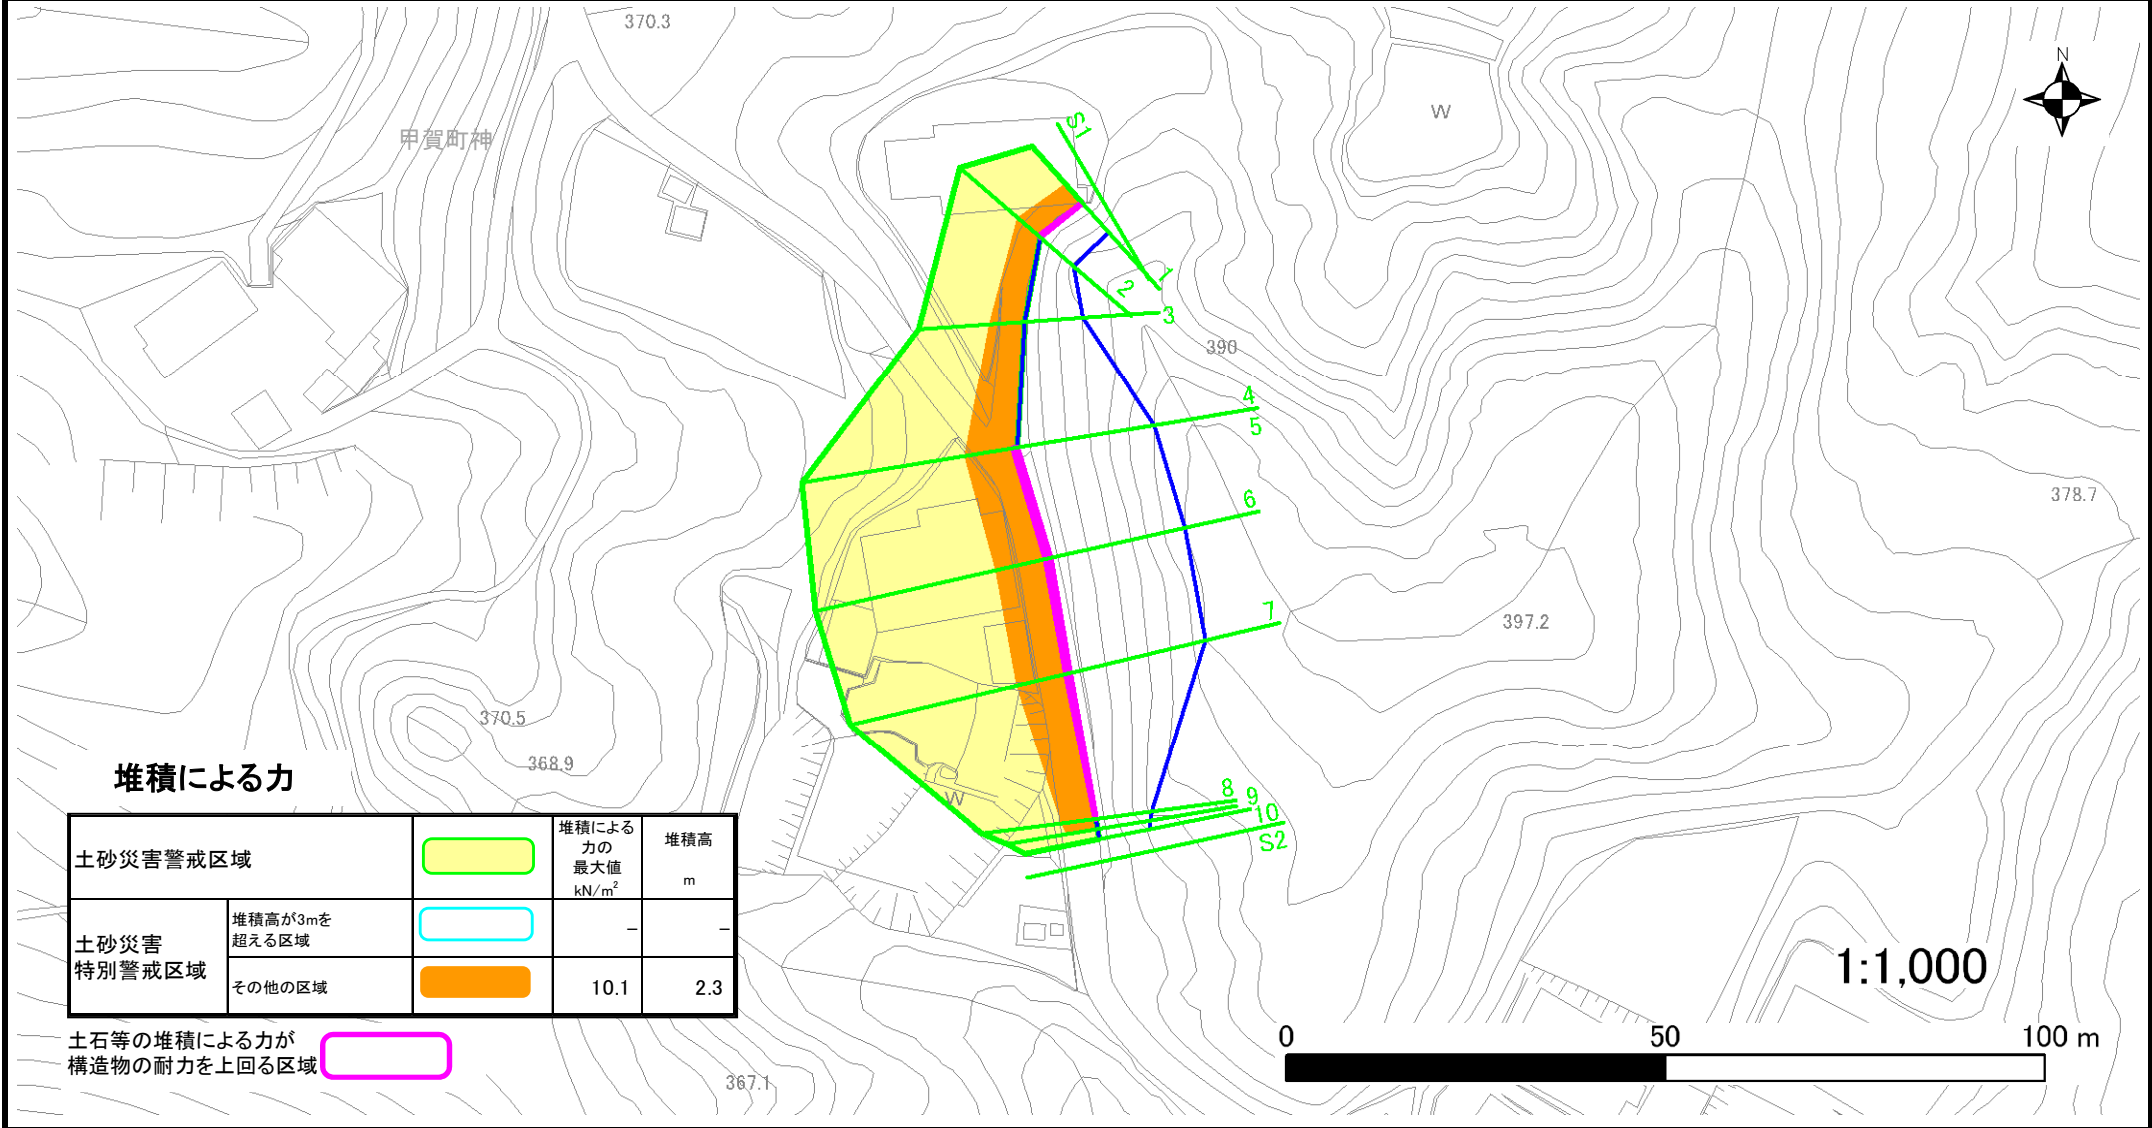 370.3
N
甲賀町神
W
S1
1
2
3
390
4
5
378.7
6
7
397.2
370.5
368.9
8
9
10
S2
W
堆積による力
土砂災害警戒区域
堆積による
力の
最大値
kN/m²
堆積高
m
土砂災害
特別警戒区域
堆積高が3mを
超える区域
－
－
その他の区域
10.1
2.3
土石等の堆積による力が
構造物の耐力を上回る区域
367.1
1:1,000
0
50
100 m